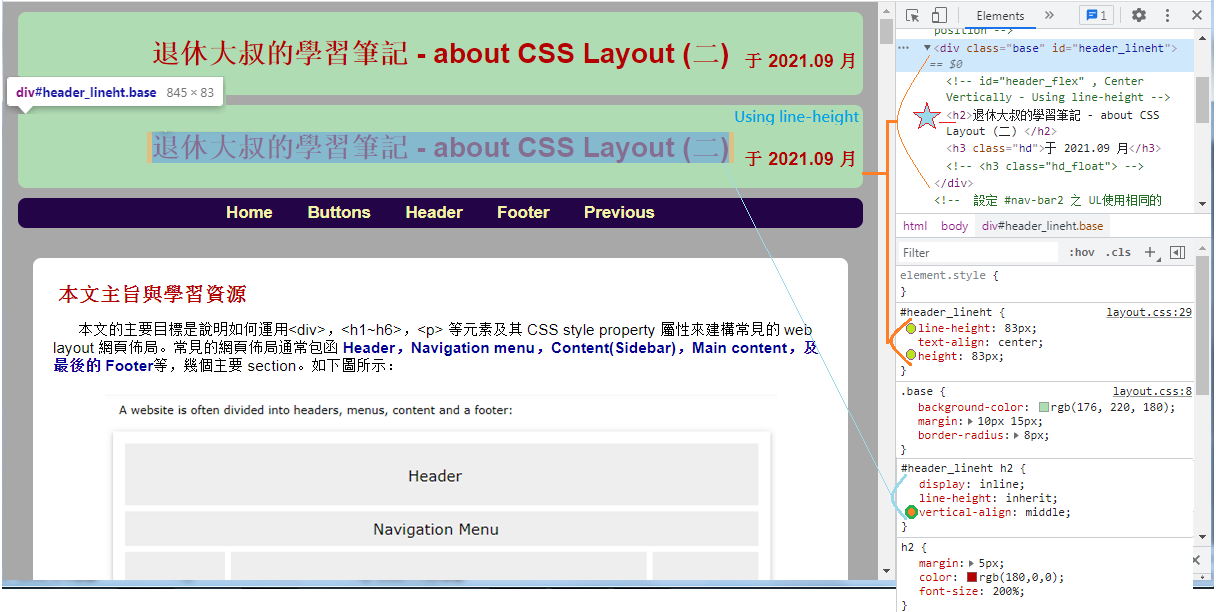 退休大叔的學習筆記 - about CSS Layout (二) 于 2021.09 月
div#header_lineht.base 845 × 83
Using line-height
退休大叔的學習筆記 - about CSS Layout (二) 于 2021.09 月
Home Buttons Header Footer Previous
本文主旨與學習資源
本文的主要目標是說明如何運用<div>，<h1~h6>，<p> 等元素及其 CSS style property 屬性來建構常見的 web
layout 網頁佈局。常見的網頁佈局通常包函 Header，Navigation menu，Content(Sidebar)，Main content，及
最後的 Footer等，幾個主要 section。如下圖所示：
A website is often divided into headers, menus, content and a footer:
Header
Navigation Menu
Elements » 1
position -->
<div class="base" id="header_lineht">
== $0
<!-- id="header_flex" , Center
Vertically - Using line-height -->
<h2>退休大叔的學習筆記 - about CSS
Layout (二) </h2>
<h3 class="hd">于 2021.09 月</h3>
<!-- <h3 class="hd_float"> -->
</div>
<!-- 設定 #nav-bar2 之 UL使用相同的
html body div#header_lineht.base
Filter :hov .cls +
element.style {
}
#header_lineht { layout.css:29
line-height: 83px;
text-align: center;
height: 83px;
}
.base { layout.css:8
background-color: rgb(176, 220, 180);
margin: 10px 15px;
border-radius: 8px;
}
#header_lineht h2 {
display: inline;
line-height: inherit;
vertical-align: middle;
}
h2 {
margin: 5px;
color: rgb(180,0,0);
font-size: 200%;
}